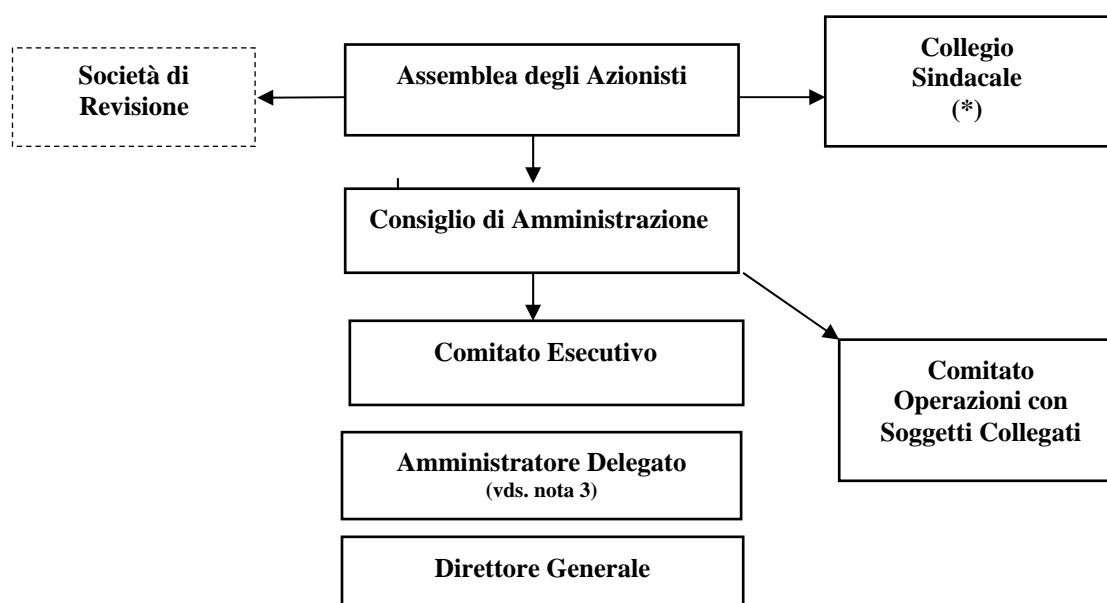 Società di
Revisione
Assemblea degli Azionisti
Collegio
Sindacale
(*)
Consiglio di Amministrazione
Comitato Esecutivo
Comitato
Operazioni con
Soggetti Collegati
Amministratore Delegato
(vds. nota 3)
Direttore Generale